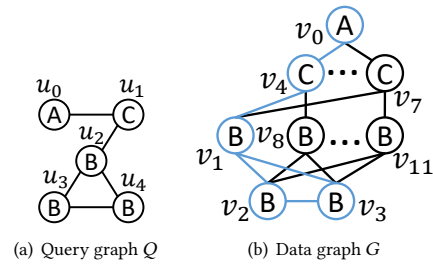 u₀ u₁
A C
u₂
B
u₃ u₄
B B
(a) Query graph Q
v₀ A
v₄ C ··· C v₇
B v₈ B ··· B
v₁ v₁₁
v₂ B B v₃
(b) Data graph G